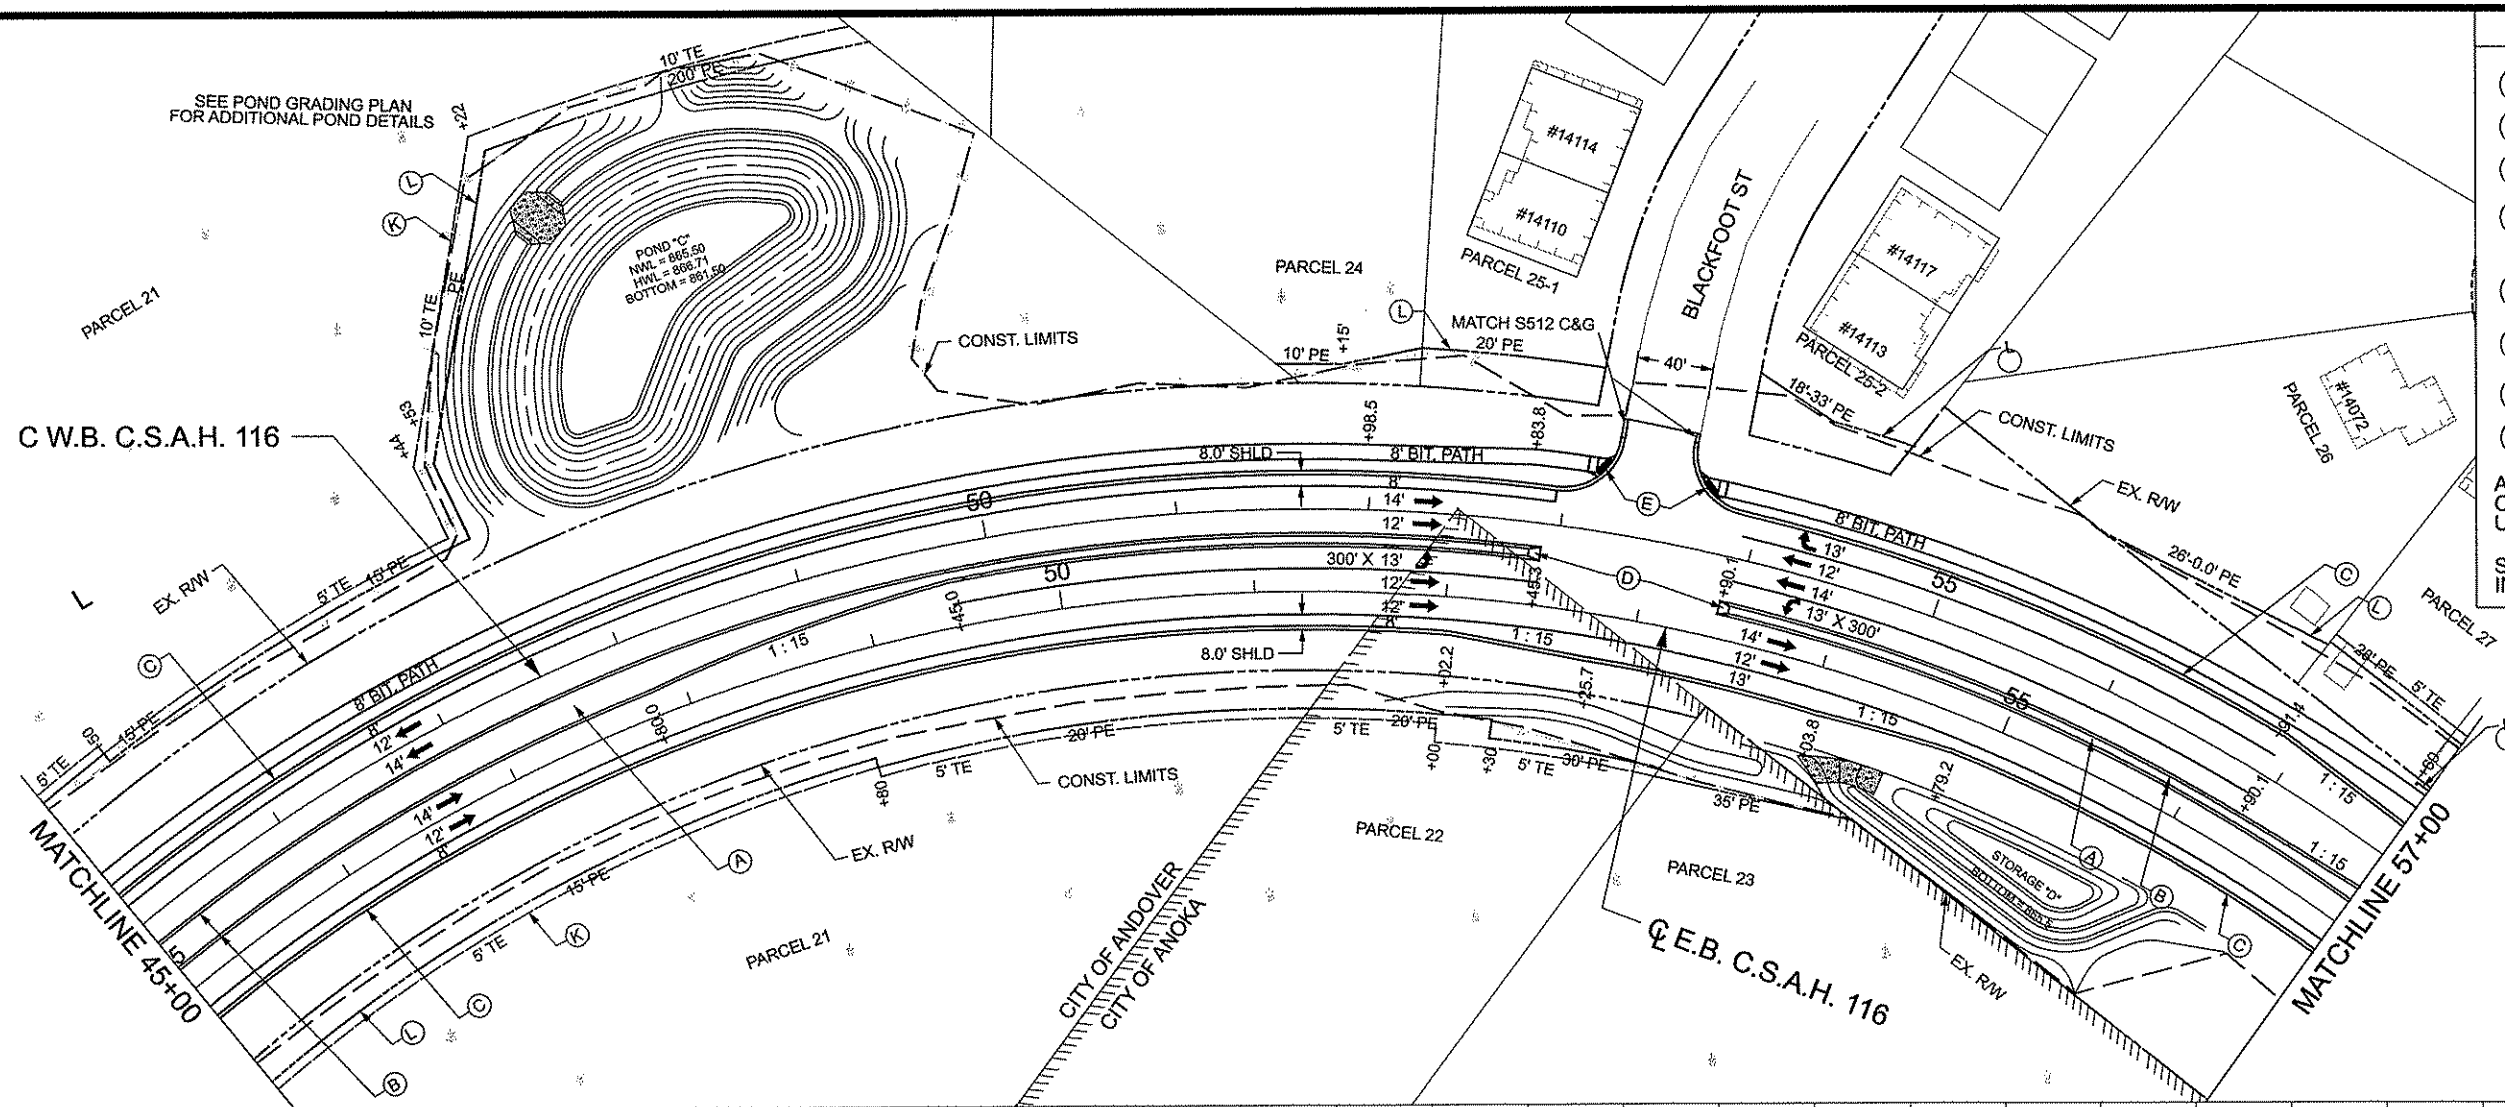 10' TE
200' PE
SEE POND GRADING PLAN
FOR ADDITIONAL POND DETAILS
+22
L
K
POND "C"
NWL = 865.50
HWL = 866.71
BOTTOM = 861.50
10' TE
PE
PARCEL 21
+53
+44
C W.B. C.S.A.H. 116
CONST. LIMITS
PARCEL 24
#14114
#14110
PARCEL 25-1
BLACKFOOT ST
#14117
#14113
PARCEL 25-2
L
MATCH S512 C&G
+15'
10' PE
20' PE
40'
18'-33' PE
CONST. LIMITS
#14072
PARCEL 26
EX. R/W
26'-0.0' PE
C
L
PARCEL 27
28' PE
5' TE
+98.5
+83.8
8.0' SHLD
8' BIT. PATH
8'
14'
12'
E
50
8' BIT. PATH
13'
12'
14'
13' X 300'
55
300' X 13'
12'
12'
8'
50
+45.0
+45.3
D
+90.1
14'
12'
13'
1 : 15
8.0' SHLD
+02.2
+25.7
1 : 15
55
+91.4
+60
1 : 15
L
EX. R/W
5' TE
15' PE
C
8' BIT. PATH
8'
12'
14'
1 : 15
+80.0
50
15' PE
5' TE
14'
12'
8'
A
EX. R/W
+80
5' TE
20' PE
CONST. LIMITS
5' TE
20' PE
+00
+30
5' TE
30' PE
35' PE
+03.8
+79.2
+90.1
1 : 15
A
B
C
STORAGE "D"
PARCEL 22
PARCEL 23
EX. R/W
₵ E.B. C.S.A.H. 116
CITY OF ANDOVER
CITY OF ANOKA
MATCHLINE 45+00
MATCHLINE 57+00
15' PE
5' TE
K
C
L
B
PARCEL 21